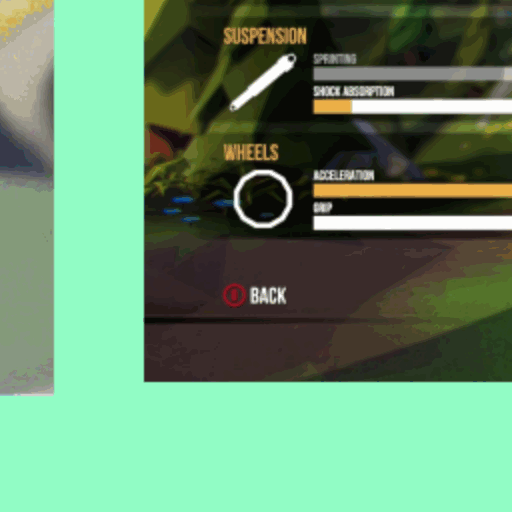 SUSPENSION
SPRINTING
SHOCK ABSORPTION
WHEELS
ACCELERATION
GRIP
BACK